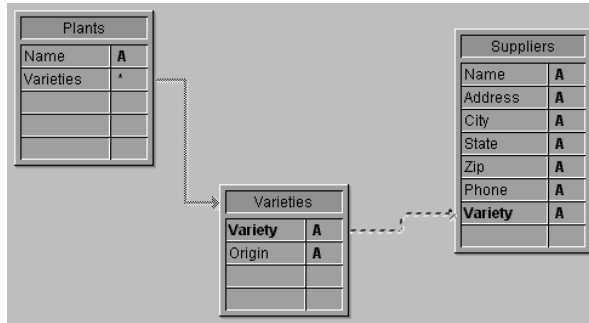 Plants
Name A
Varieties *
Suppliers
Name A
Address A
City A
State A
Zip A
Phone A
Variety A
Varieties
Variety A
Origin A